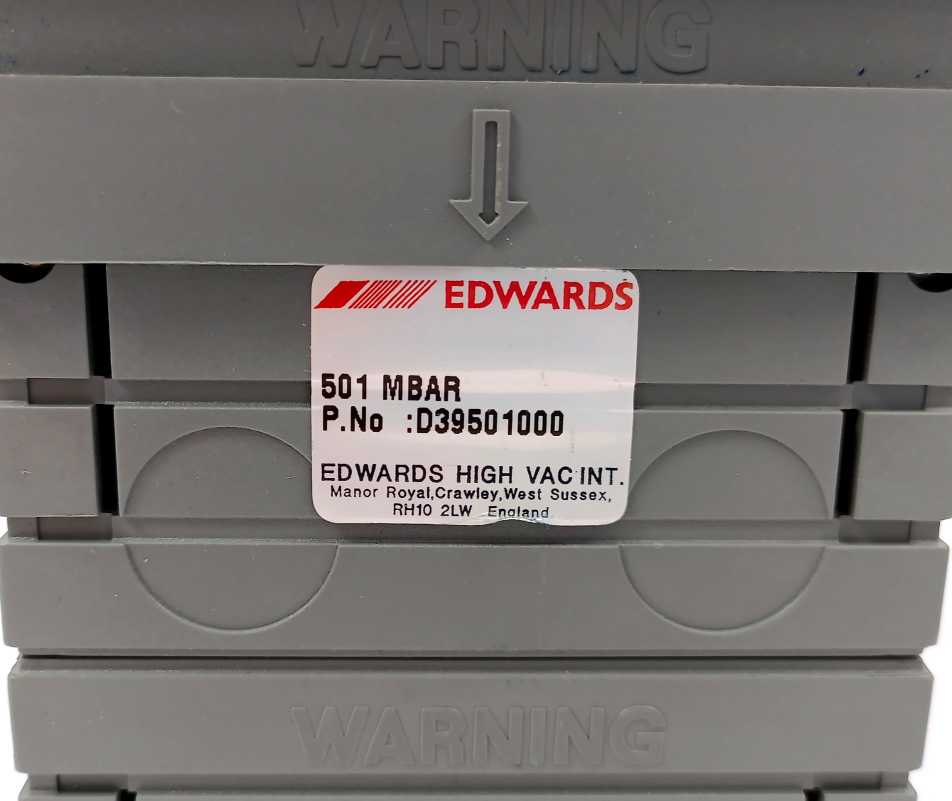 WARNING
EDWARDS
501 MBAR
P.No :D39501000
EDWARDS HIGH VAC INT.
Manor Royal,Crawley,West Sussex,
RH10 2LW England
WARNING